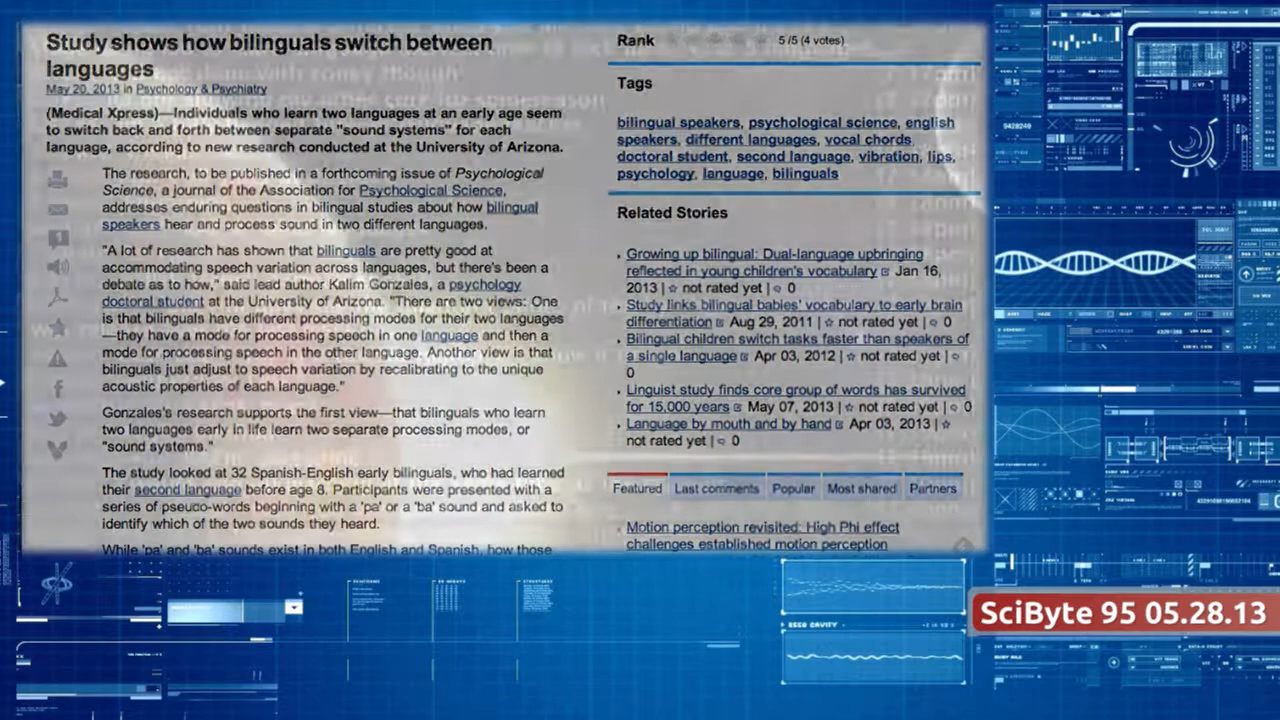 Study shows how bilinguals switch between
languages
May 20, 2013 in Psychology & Psychiatry
(Medical Xpress)—Individuals who learn two languages at an early age seem
to switch back and forth between separate "sound systems" for each
language, according to new research conducted at the University of Arizona.
The research, to be published in a forthcoming issue of Psychological
Science, a journal of the Association for Psychological Science,
addresses enduring questions in bilingual studies about how bilingual
speakers hear and process sound in two different languages.
"A lot of research has shown that bilinguals are pretty good at
accommodating speech variation across languages, but there's been a
debate as to how," said lead author Kalim Gonzales, a psychology
doctoral student at the University of Arizona. "There are two views: One
is that bilinguals have different processing modes for their two languages
—they have a mode for processing speech in one language and then a
mode for processing speech in the other language. Another view is that
bilinguals just adjust to speech variation by recalibrating to the unique
acoustic properties of each language."
Gonzales's research supports the first view—that bilinguals who learn
two languages early in life learn two separate processing modes, or
"sound systems."
The study looked at 32 Spanish-English early bilinguals, who had learned
their second language before age 8. Participants were presented with a
series of pseudo-words beginning with a 'pa' or a 'ba' sound and asked to
identify which of the two sounds they heard.
While 'pa' and 'ba' sounds exist in both English and Spanish, how those
Rank 5/5 (4 votes)
Tags
bilingual speakers, psychological science, english
speakers, different languages, vocal chords,
doctoral student, second language, vibration, lips,
psychology, language, bilinguals
Related Stories
Growing up bilingual: Dual-language upbringing
reflected in young children's vocabulary Jan 16,
2013 | not rated yet | 0
Study links bilingual babies' vocabulary to early brain
differentiation Aug 29, 2011 | not rated yet | 0
Bilingual children switch tasks faster than speakers of
a single language Apr 03, 2012 | not rated yet |
0
Linguist study finds core group of words has survived
for 15,000 years May 07, 2013 | not rated yet | 0
Language by mouth and by hand Apr 03, 2013 |
not rated yet | 0
Featured Last comments Popular Most shared Partners
Motion perception revisited: High Phi effect
challenges established motion perception
SciByte 95 05.28.13